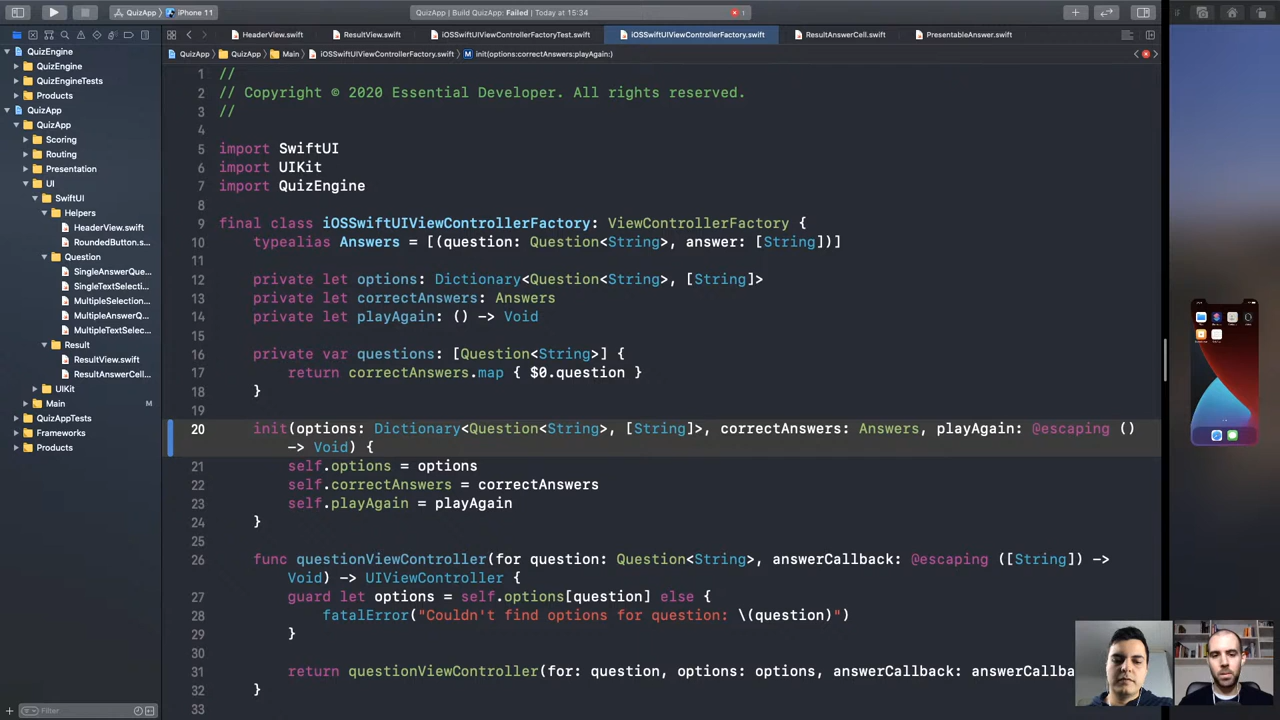 QuizApp
iPhone 11
QuizApp | Build QuizApp: Failed | Today at 15:34
1
HeaderView.swift
ResultView.swift
iOSSwiftUIViewControllerFactoryTest.swift
iOSSwiftUIViewControllerFactory.swift
ResultAnswerCell.swift
PresentableAnswer.swift
QuizApp
QuizApp
Main
iOSSwiftUIViewControllerFactory.swift
M init(options:correctAnswers:playAgain:)
QuizEngine
QuizEngine
QuizEngineTests
Products
QuizApp
QuizApp
Scoring
Routing
Presentation
UI
SwiftUI
Helpers
HeaderView.swift
RoundedButton.s...
Question
SingleAnswerQue...
SingleTextSelecti...
MultipleSelection...
MultipleAnswerQ...
MultipleTextSelec...
Result
ResultView.swift
ResultAnswerCell...
UIKit
Main M
QuizAppTests
Frameworks
Products
Filter
1 //
2 // Copyright © 2020 Essential Developer. All rights reserved.
3 //
4
5 import SwiftUI
6 import UIKit
7 import QuizEngine
8
9 final class iOSSwiftUIViewControllerFactory: ViewControllerFactory {
10 typealias Answers = [(question: Question<String>, answer: [String])]
11
12 private let options: Dictionary<Question<String>, [String]>
13 private let correctAnswers: Answers
14 private let playAgain: () -> Void
15
16 private var questions: [Question<String>] {
17 return correctAnswers.map { $0.question }
18 }
19
20 init(options: Dictionary<Question<String>, [String]>, correctAnswers: Answers, playAgain: @escaping ()
-> Void) {
21 self.options = options
22 self.correctAnswers = correctAnswers
23 self.playAgain = playAgain
24 }
25
26 func questionViewController(for question: Question<String>, answerCallback: @escaping ([String]) ->
Void) -> UIViewController {
27 guard let options = self.options[question] else {
28 fatalError("Couldn't find options for question: \(question)")
29 }
30
31 return questionViewController(for: question, options: options, answerCallback: answerCallba
32 }
33